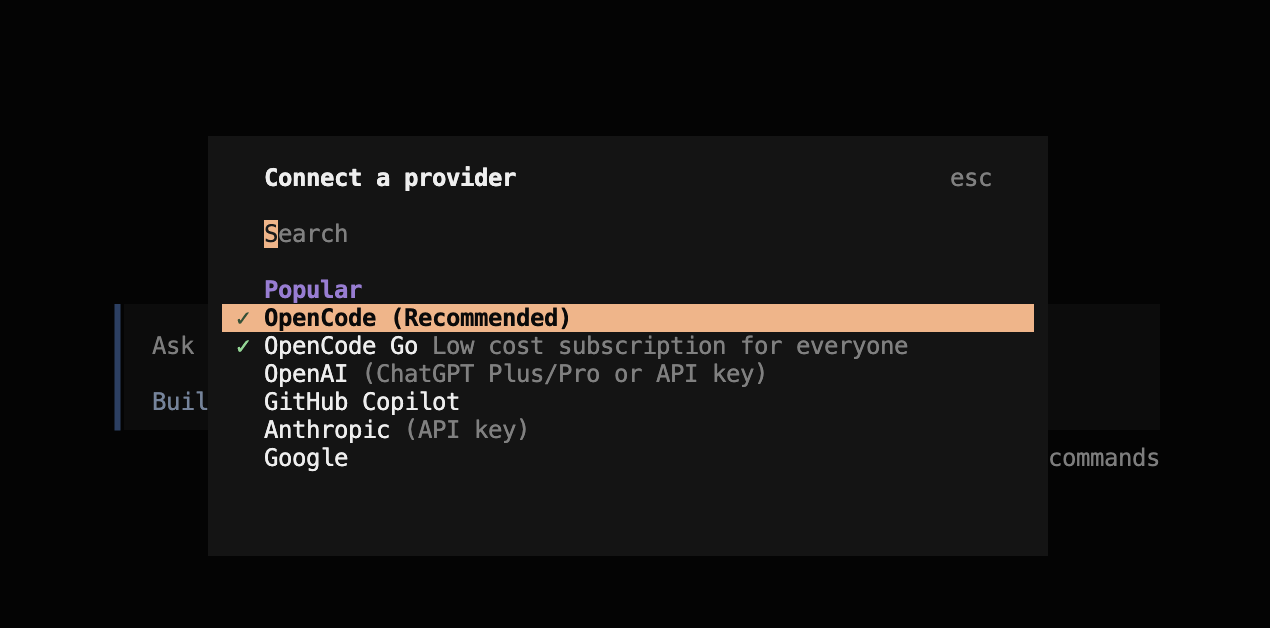 Connect a provider esc
Search
Popular
✓ OpenCode (Recommended)
✓ OpenCode Go Low cost subscription for everyone
Ask
OpenAI (ChatGPT Plus/Pro or API key)
GitHub Copilot
Buil
Anthropic (API key)
Google
commands